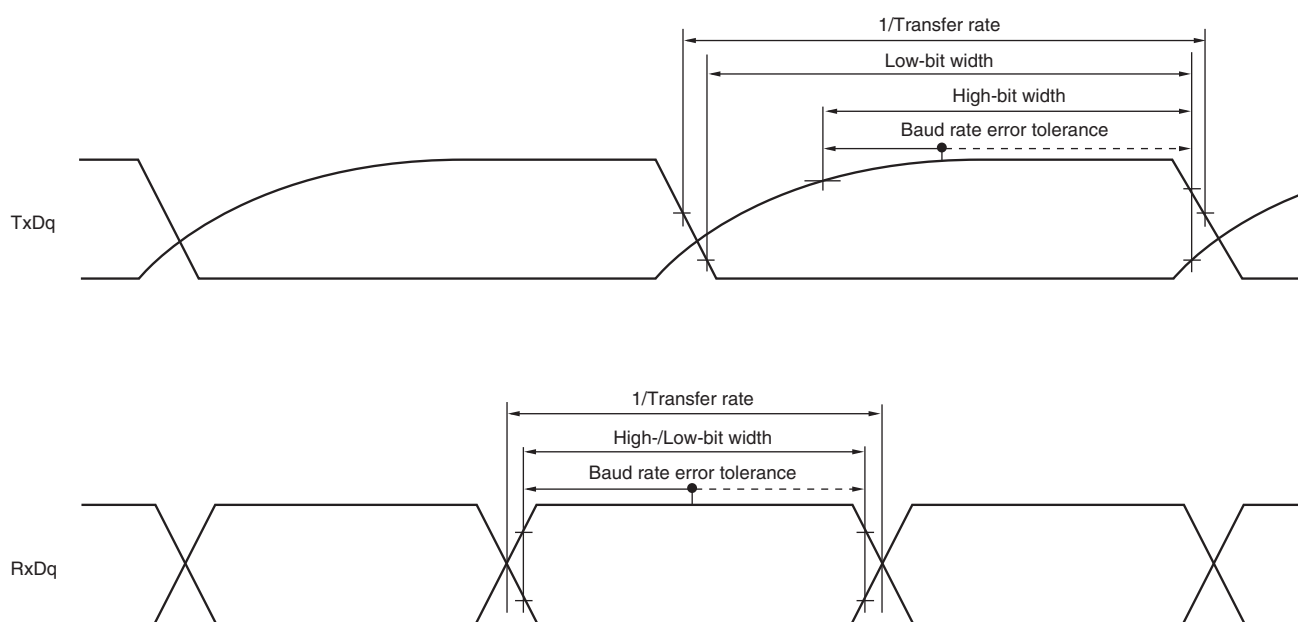 1/Transfer rate
Low-bit width
High-bit width
Baud rate error tolerance
TxDq
1/Transfer rate
High-/Low-bit width
Baud rate error tolerance
RxDq